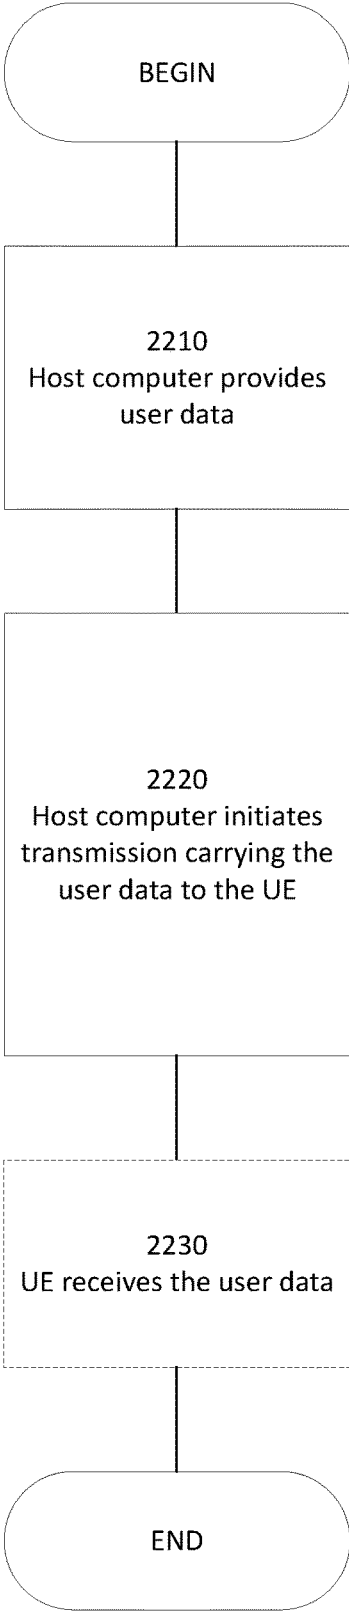 BEGIN
2210
Host computer provides
user data
2220
Host computer initiates
transmission carrying the
user data to the UE
2230
UE receives the user data
END